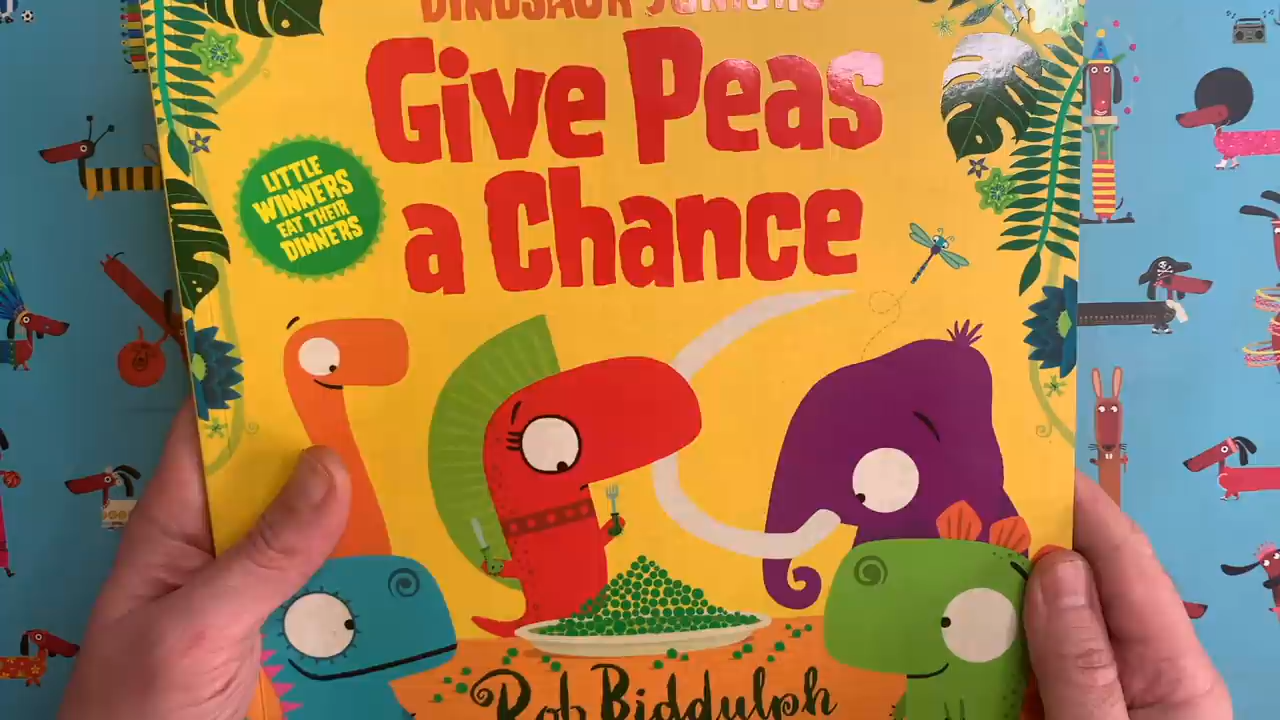 DINOSAUR JUNIORS
Give Peas
a Chance
LITTLE
WINNERS
EAT THEIR
DINNERS
Rob Biddulph